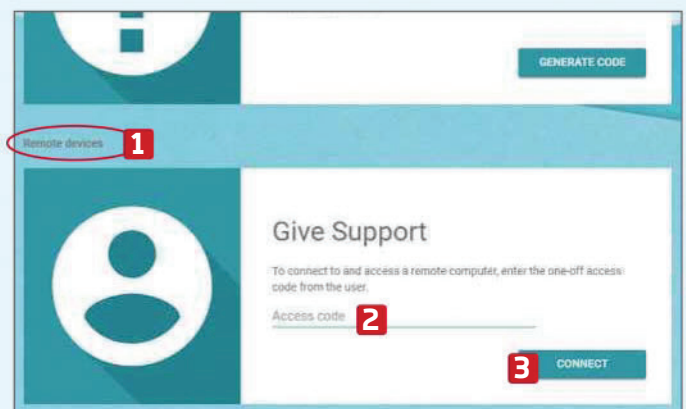 GENERATE CODE
Remote devices 1
Give Support
To connect to and access a remote computer, enter the one-off access
code from the user.
Access code 2
3 CONNECT